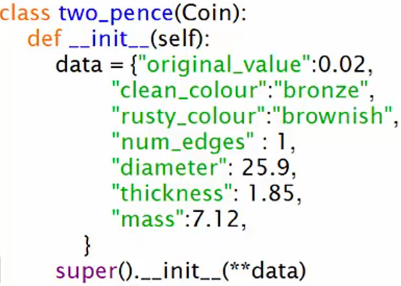 class two_pence(Coin):
def __init__(self):
data = {"original_value":0.02,
"clean_colour":"bronze",
"rusty_colour":"brownish",
"num_edges" : 1,
"diameter": 25.9,
"thickness": 1.85,
"mass":7.12,
}
super().__init__(**data)